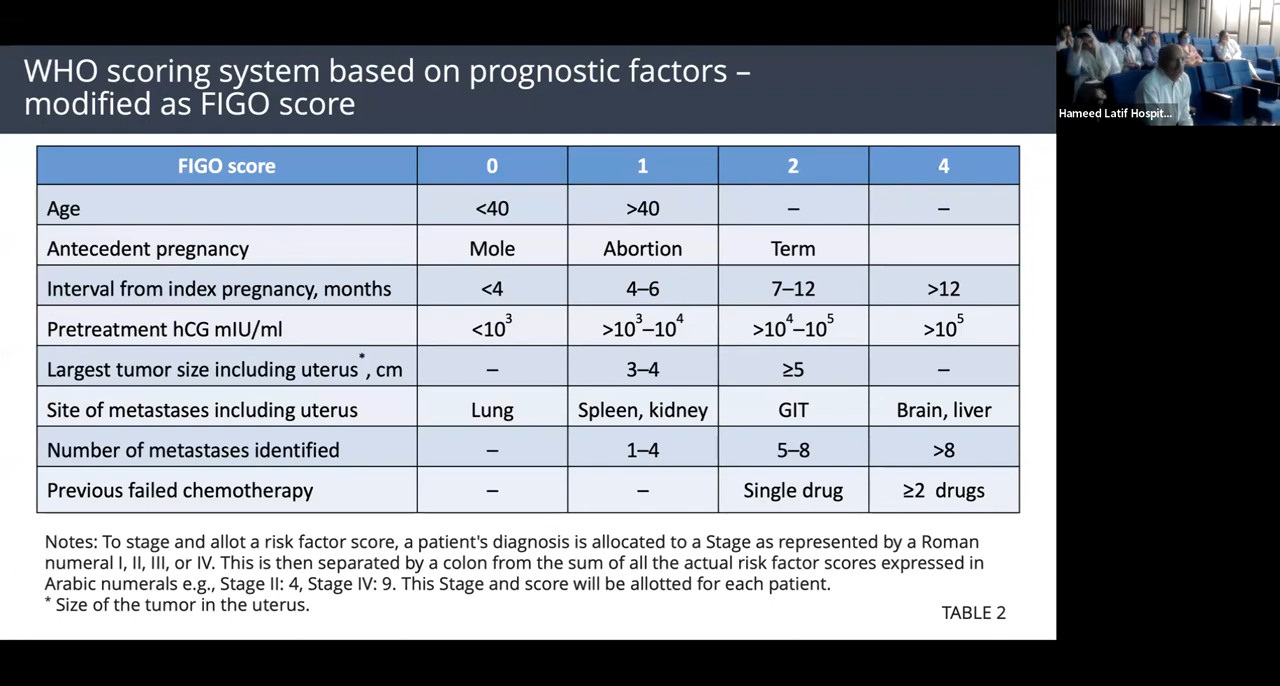 WHO scoring system based on prognostic factors –
modified as FIGO score
Hameed Latif Hospit...
FIGO score 0 1 2 4
Age <40 >40 – –
Antecedent pregnancy Mole Abortion Term
Interval from index pregnancy, months <4 4–6 7–12 >12
Pretreatment hCG mIU/ml <10³ >10³–10⁴ >10⁴–10⁵ >10⁵
Largest tumor size including uterus*, cm – 3–4 ≥5 –
Site of metastases including uterus Lung Spleen, kidney GIT Brain, liver
Number of metastases identified – 1–4 5–8 >8
Previous failed chemotherapy – – Single drug ≥2 drugs
Notes: To stage and allot a risk factor score, a patient's diagnosis is allocated to a Stage as represented by a Roman
numeral I, II, III, or IV. This is then separated by a colon from the sum of all the actual risk factor scores expressed in
Arabic numerals e.g., Stage II: 4, Stage IV: 9. This Stage and score will be allotted for each patient.
* Size of the tumor in the uterus.
TABLE 2